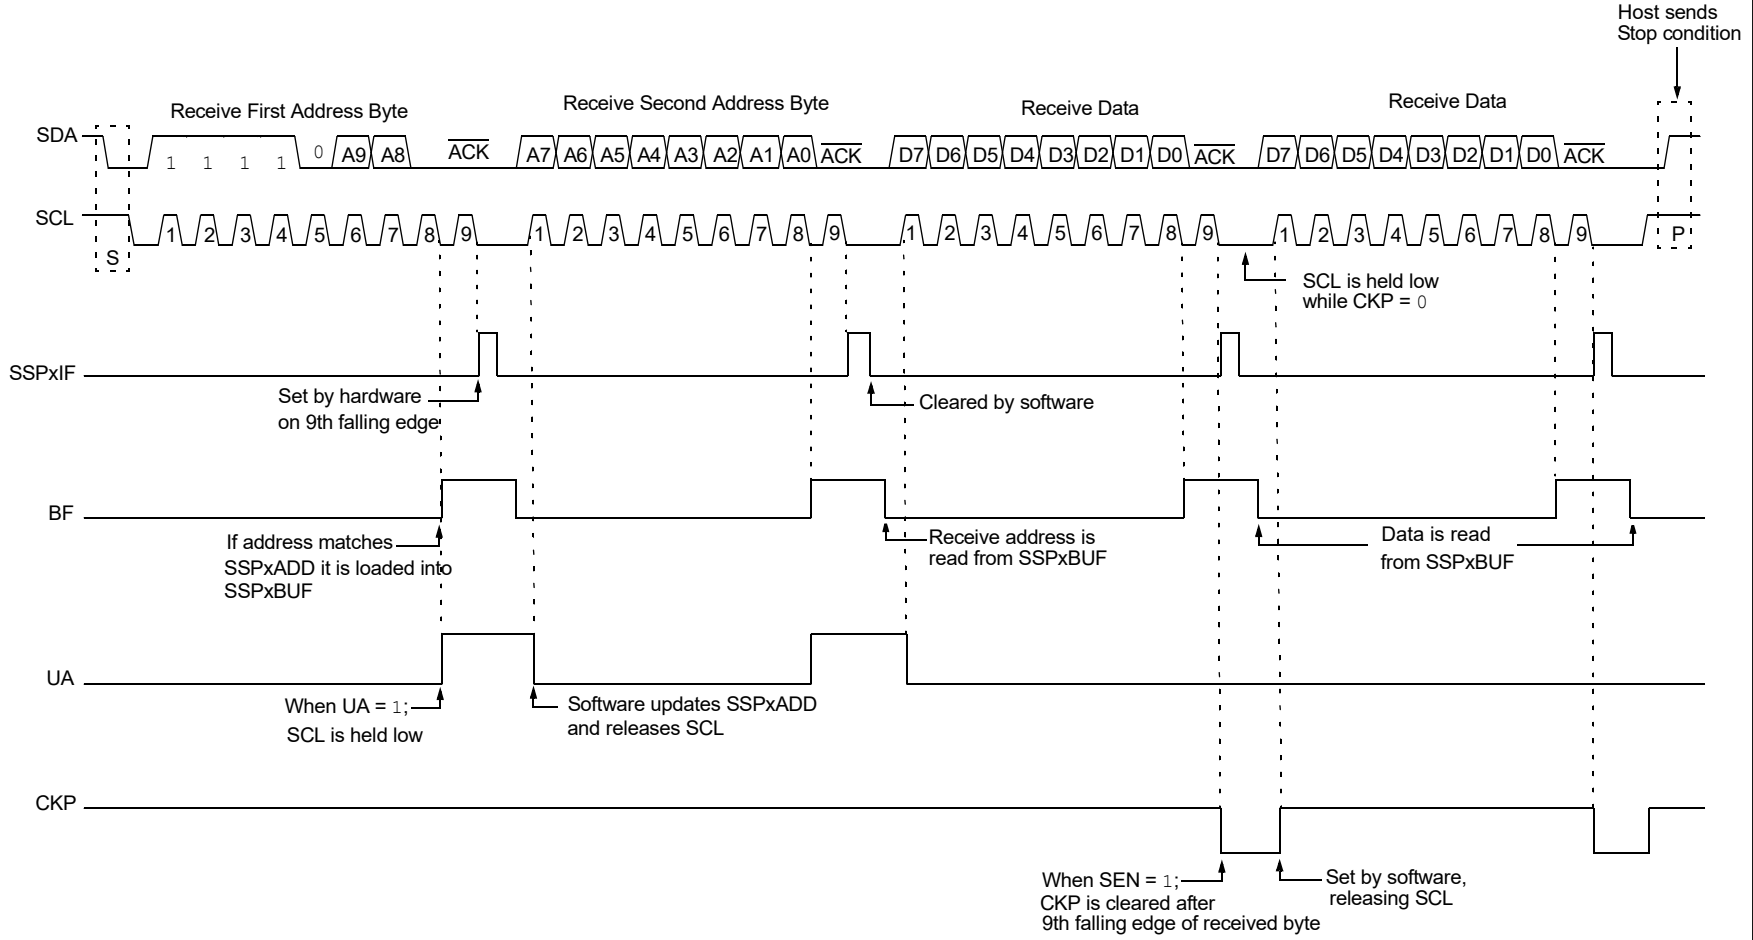 Host sends
Stop condition
Receive First Address Byte
Receive Second Address Byte
Receive Data
Receive Data
SDA
1 1 1 1 0 A9 A8 ACK A7 A6 A5 A4 A3 A2 A1 A0 ACK D7 D6 D5 D4 D3 D2 D1 D0 ACK D7 D6 D5 D4 D3 D2 D1 D0 ACK
SCL
S
1 2 3 4 5 6 7 8 9 1 2 3 4 5 6 7 8 9 1 2 3 4 5 6 7 8 9 1 2 3 4 5 6 7 8 9
P
SCL is held low
while CKP = 0
SSPxIF
Set by hardware
on 9th falling edge
Cleared by software
BF
If address matches
SSPxADD it is loaded into
SSPxBUF
Receive address is
read from SSPxBUF
Data is read
from SSPxBUF
UA
When UA = 1;
SCL is held low
Software updates SSPxADD
and releases SCL
CKP
When SEN = 1;
CKP is cleared after
9th falling edge of received byte
Set by software,
releasing SCL